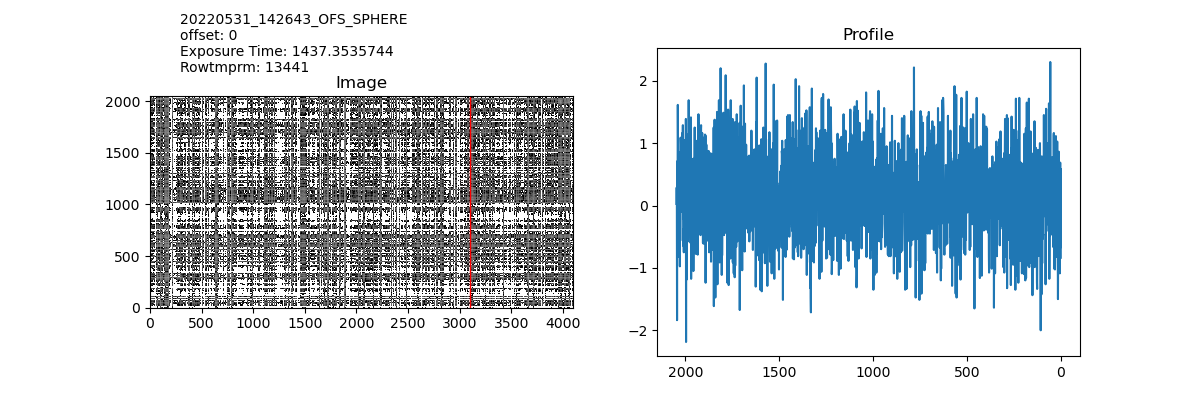 20220531_142643_OFS_SPHERE
offset: 0
Exposure Time: 1437.3535744
Rowtmprm: 13441
Image
2000
1500
1000
500
0
0 500 1000 1500 2000 2500 3000 3500 4000
Profile
2
1
0
−1
−2
2000 1500 1000 500 0